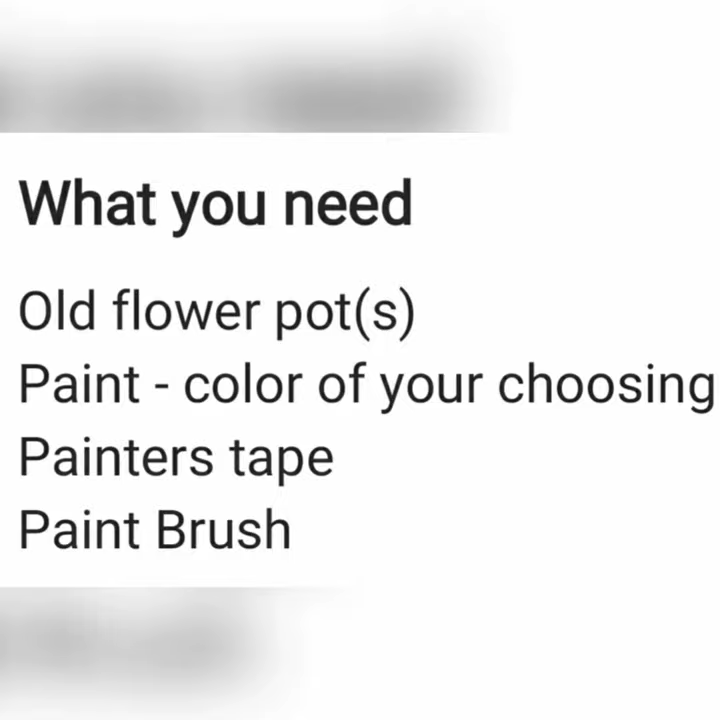 What you need
Old flower pot(s)
Paint - color of your choosing
Painters tape
Paint Brush